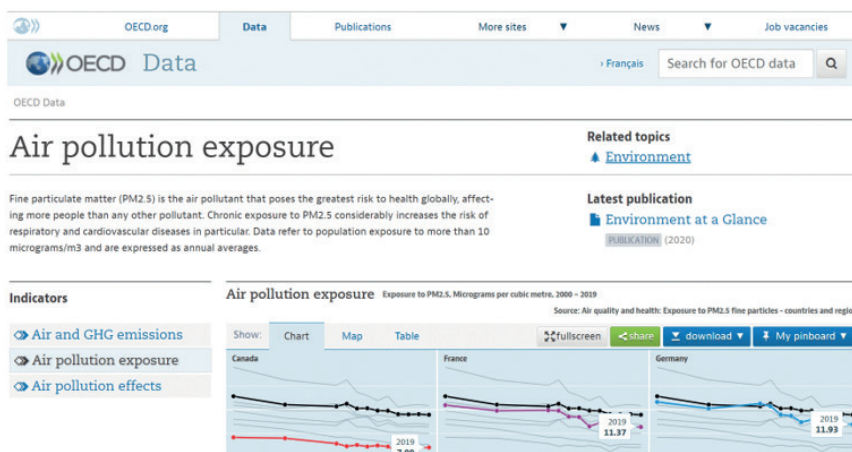 OECD.org Data Publications More sites News Job vacancies
OECD Data
› Français Search for OECD data
OECD Data
Air pollution exposure
Related topics
Environment
Fine particulate matter (PM2.5) is the air pollutant that poses the greatest risk to health globally, affect-
ing more people than any other pollutant. Chronic exposure to PM2.5 considerably increases the risk of
respiratory and cardiovascular diseases in particular. Data refer to population exposure to more than 10
micrograms/m3 and are expressed as annual averages.
Latest publication
Environment at a Glance
PUBLICATION (2020)
Indicators
Air and GHG emissions
Air pollution exposure
Air pollution effects
Air pollution exposure Exposure to PM2.5, Micrograms per cubic metre, 2000 – 2019
Source: Air quality and health: Exposure to PM2.5 fine particles - countries and regio
Show: Chart Map Table fullscreen share download My pinboard
Canada France Germany
2019
11.37
2019
11.93
2019